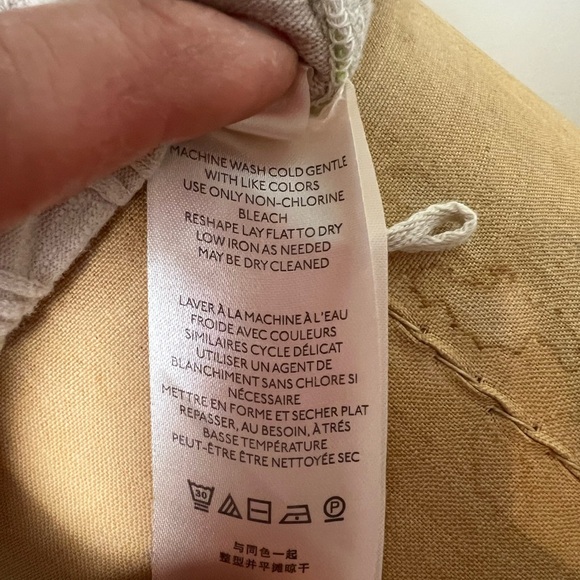 MACHINE WASH COLD GENTLE
WITH LIKE COLORS
USE ONLY NON-CHLORINE
BLEACH
RESHAPE LAY FLAT TO DRY
LOW IRON AS NEEDED
MAY BE DRY CLEANED
LAVER À LA MACHINE À L'EAU
FROIDE AVEC COULEURS
SIMILAIRES CYCLE DÉLICAT
UTILISER UN AGENT DE
BLANCHIMENT SANS CHLORE SI
NÉCESSAIRE
METTRE EN FORME ET SECHER PLAT
REPASSER, AU BESOIN, À TRÉS
BASSE TEMPÉRATURE
PEUT-ÊTRE ÊTRE NETTOYÉE SEC
30 P
与同色一起
整型并平摊晾干